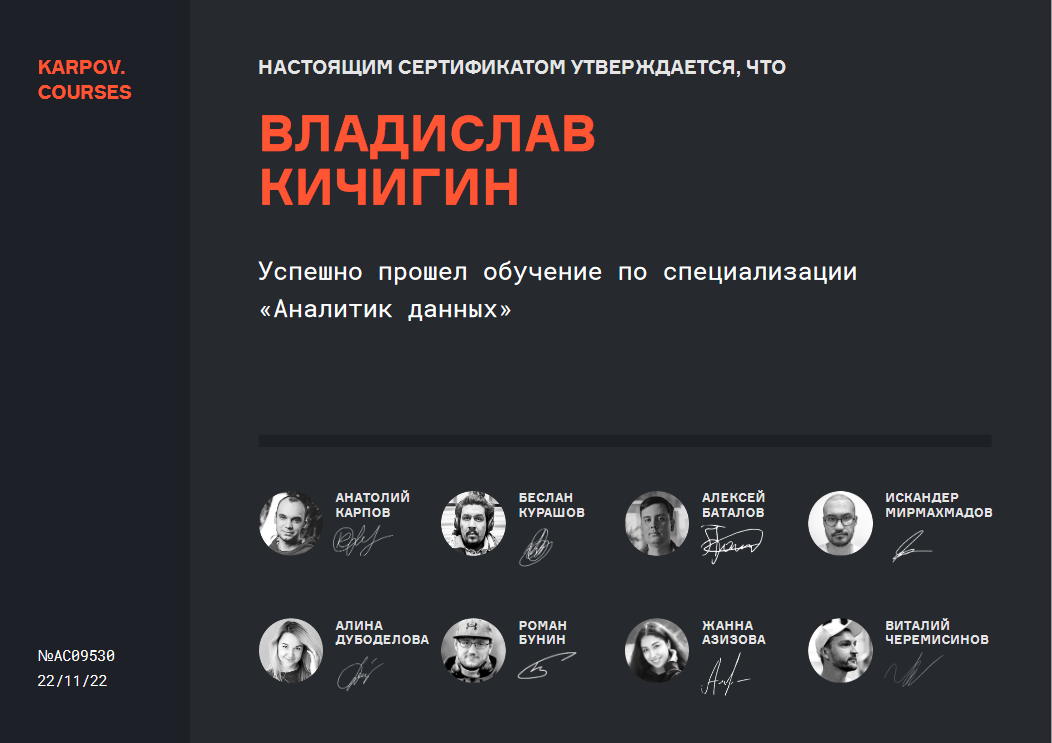 KARPOV.
COURSES
НАСТОЯЩИМ СЕРТИФИКАТОМ УТВЕРЖДАЕТСЯ, ЧТО
ВЛАДИСЛАВ
КИЧИГИН
Успешно прошел обучение по специализации
«Аналитик данных»
АНАТОЛИЙ
КАРПОВ
БЕСЛАН
КУРАШОВ
АЛЕКСЕЙ
БАТАЛОВ
ИСКАНДЕР
МИРМАХМАДОВ
АЛИНА
ДУБОДЕЛОВА
РОМАН
БУНИН
ЖАННА
АЗИЗОВА
ВИТАЛИЙ
ЧЕРЕМИСИНОВ
№AC09530
22/11/22